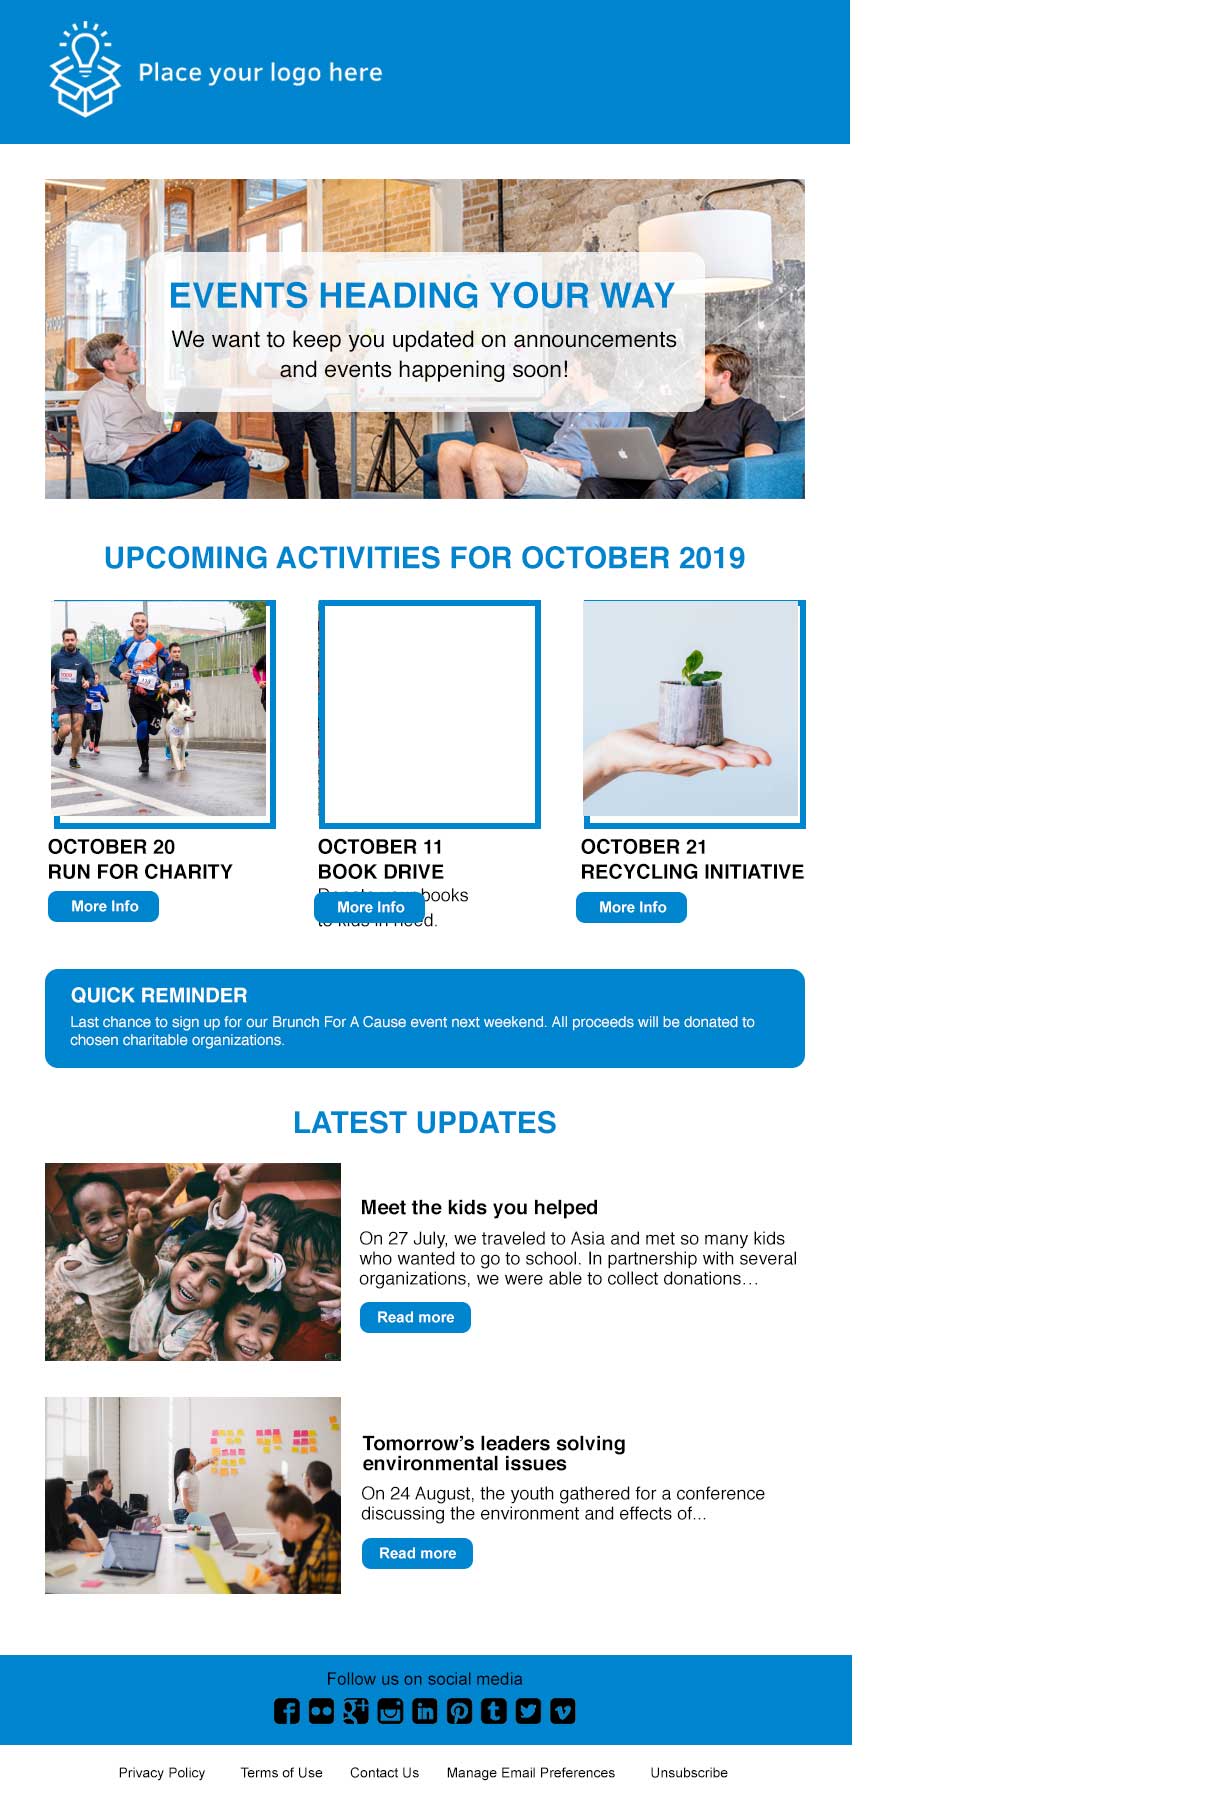 Place your logo here
EVENTS HEADING YOUR WAY
We want to keep you updated on announcements
and events happening soon!
UPCOMING ACTIVITIES FOR OCTOBER 2019
OCTOBER 20
RUN FOR CHARITY
More Info
OCTOBER 11
BOOK DRIVE
Donate your books
to kids in need.
More Info
OCTOBER 21
RECYCLING INITIATIVE
More Info
QUICK REMINDER
Last chance to sign up for our Brunch For A Cause event next weekend. All proceeds will be donated to
chosen charitable organizations.
LATEST UPDATES
Meet the kids you helped
On 27 July, we traveled to Asia and met so many kids
who wanted to go to school. In partnership with several
organizations, we were able to collect donations…
Read more
Tomorrow’s leaders solving
environmental issues
On 24 August, the youth gathered for a conference
discussing the environment and effects of...
Read more
Follow us on social media
Privacy Policy Terms of Use Contact Us Manage Email Preferences Unsubscribe